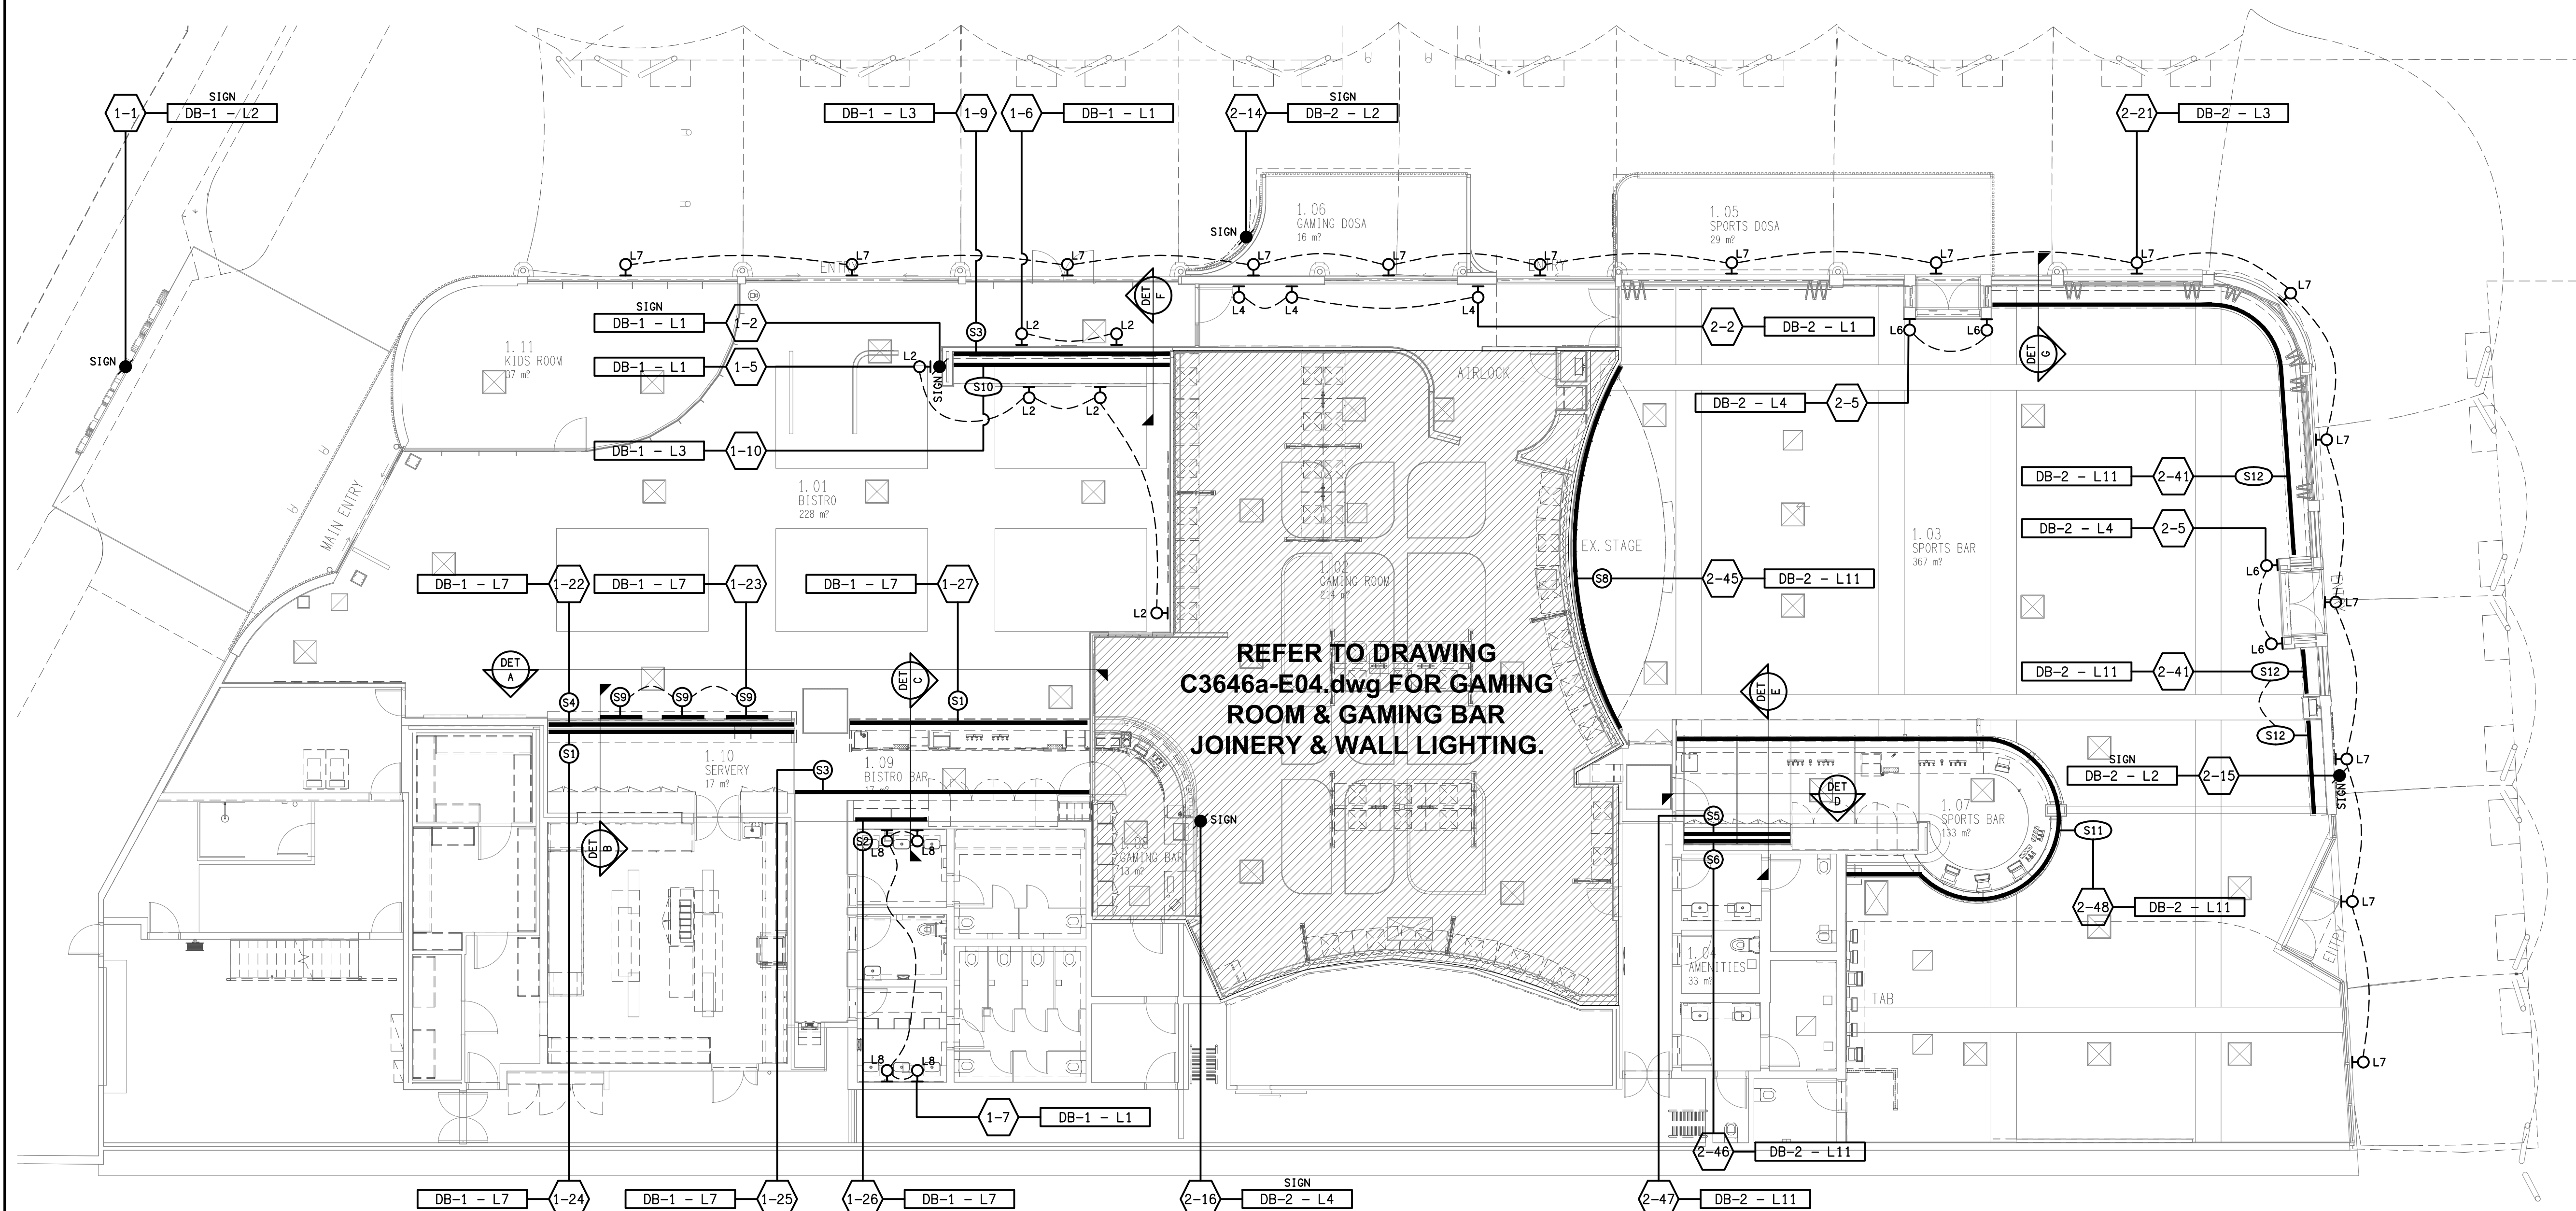 SIGN
1-1
DB-1 - L2
DB-1 - L3
1-9
1-6
DB-1 - L1
SIGN
2-14
DB-2 - L2
2-21
DB-2 - L3
1.06
GAMING DOSA
16 m?
1.05
SPORTS DOSA
29 m?
SIGN
L7
L7
L7
L7
L7
L7
L7
L7
L7
L7
ENTRY
DET
F
L4
L4
L4
SIGN
DB-1 - L1
1-2
S3
L2
L2
2-2
DB-2 - L1
L6
L6
DET
G
1.11
KIDS ROOM
37 m?
SIGN
DB-1 - L1
1-5
L2
SIGN
S10
L2
L2
AIRLOCK
DB-2 - L4
2-5
DB-1 - L3
1-10
L7
MAIN ENTRY
1.01
BISTRO
228 m?
DB-2 - L11
2-41
S12
DB-2 - L4
2-5
1.03
SPORTS BAR
367 m?
EX. STAGE
1.02
GAMING ROOM
214 m?
DB-1 - L7
1-22
DB-1 - L7
1-23
DB-1 - L7
1-27
S8
2-45
DB-2 - L11
L6
L7
L2
L6
REFER TO DRAWING
C3646a-E04.dwg FOR GAMING
ROOM & GAMING BAR
JOINERY & WALL LIGHTING.
DET
A
DET
C
DET
E
DB-2 - L11
2-41
S12
S4
S9
S9
S9
S1
S12
S1
1.10
SERVERY
17 m?
S3
1.09
BISTRO BAR
17 m?
SIGN
DB-2 - L2
2-15
L7
SIGN
DET
D
1.07
SPORTS BAR
133 m?
SIGN
S5
S11
DET
B
S2
L8
L8
1.08
GAMING BAR
13 m?
S6
2-48
DB-2 - L11
L7
ENTRY
1.04
AMENITIES
33 m?
TAB
L8
L8
L7
1-7
DB-1 - L1
2-46
DB-2 - L11
DB-1 - L7
1-24
DB-1 - L7
1-25
1-26
DB-1 - L7
SIGN
2-16
DB-2 - L4
2-47
DB-2 - L11